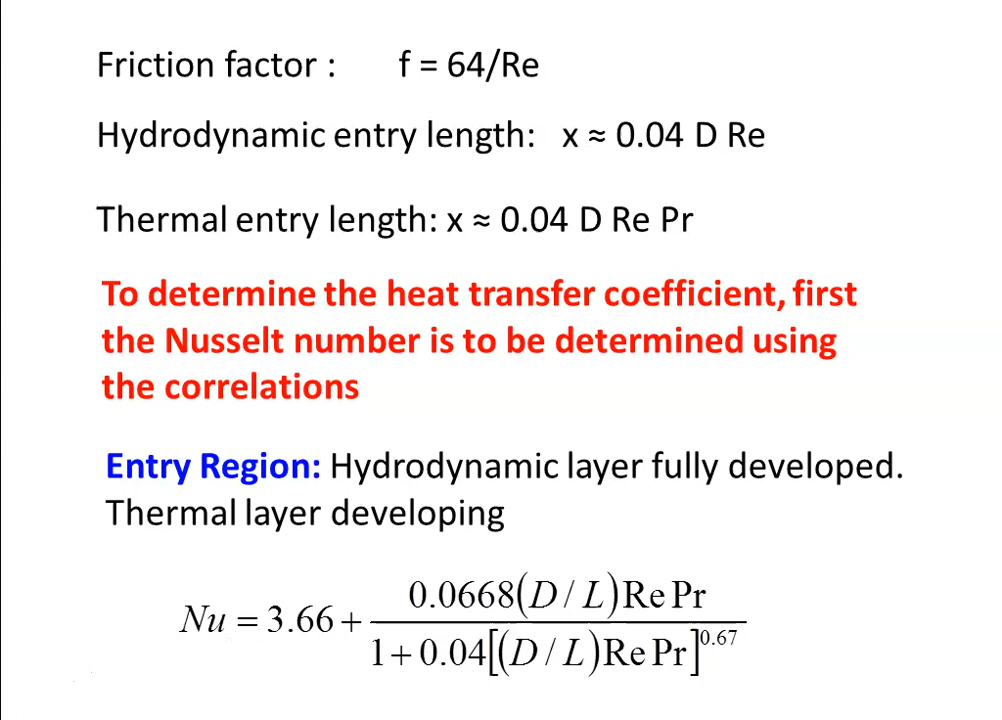 Friction factor : f = 64/Re
Hydrodynamic entry length: x ≈ 0.04 D Re
Thermal entry length: x ≈ 0.04 D Re Pr
To determine the heat transfer coefficient, first
the Nusselt number is to be determined using
the correlations
Entry Region: Hydrodynamic layer fully developed.
Thermal layer developing
Nu = 3.66 + 0.0668(D / L) Re Pr
1 + 0.04[(D / L) Re Pr]^0.67